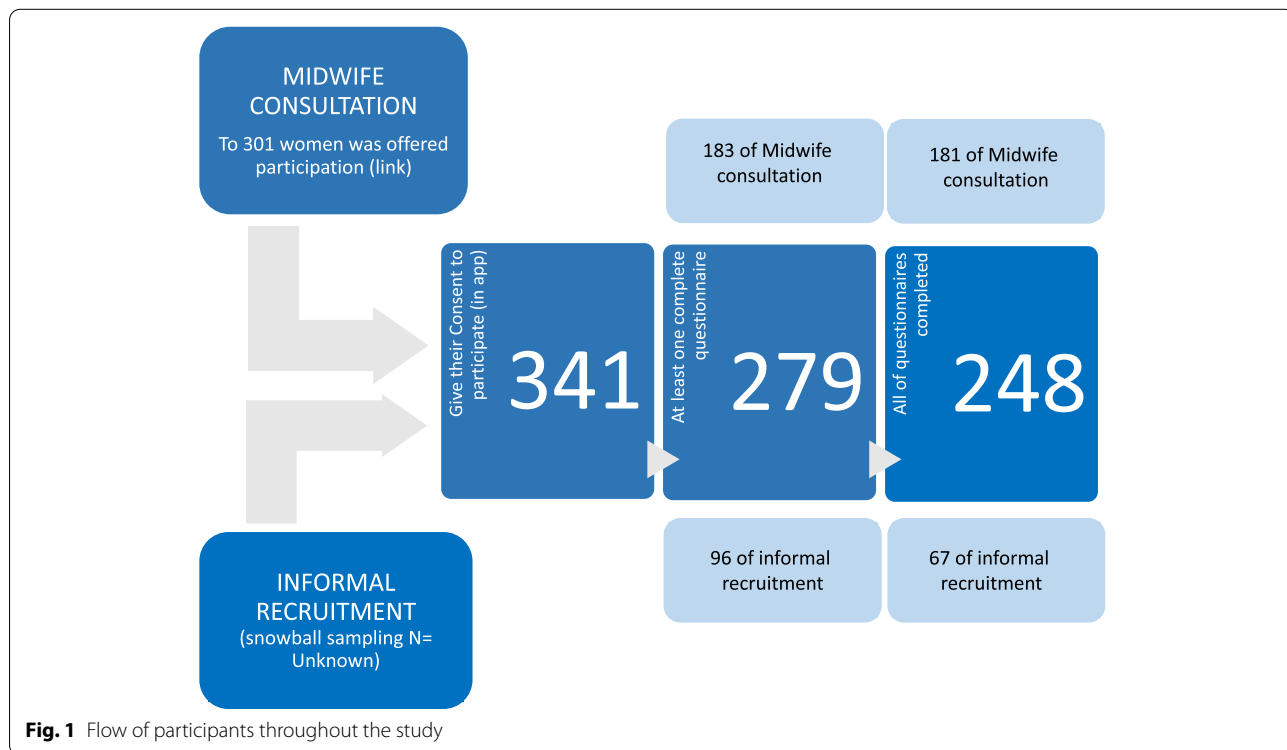 MIDWIFE
CONSULTATION
To 301 women was offered
participation (link)
183 of Midwife
consultation
181 of Midwife
consultation
Give their Consent to
participate (in app)
341
At least one complete
questionnaire
279
All of questionnaires
completed
248
96 of informal
recruitment
67 of informal
recruitment
INFORMAL
RECRUITMENT
(snowball sampling N=
Unknown)
Fig. 1 Flow of participants throughout the study